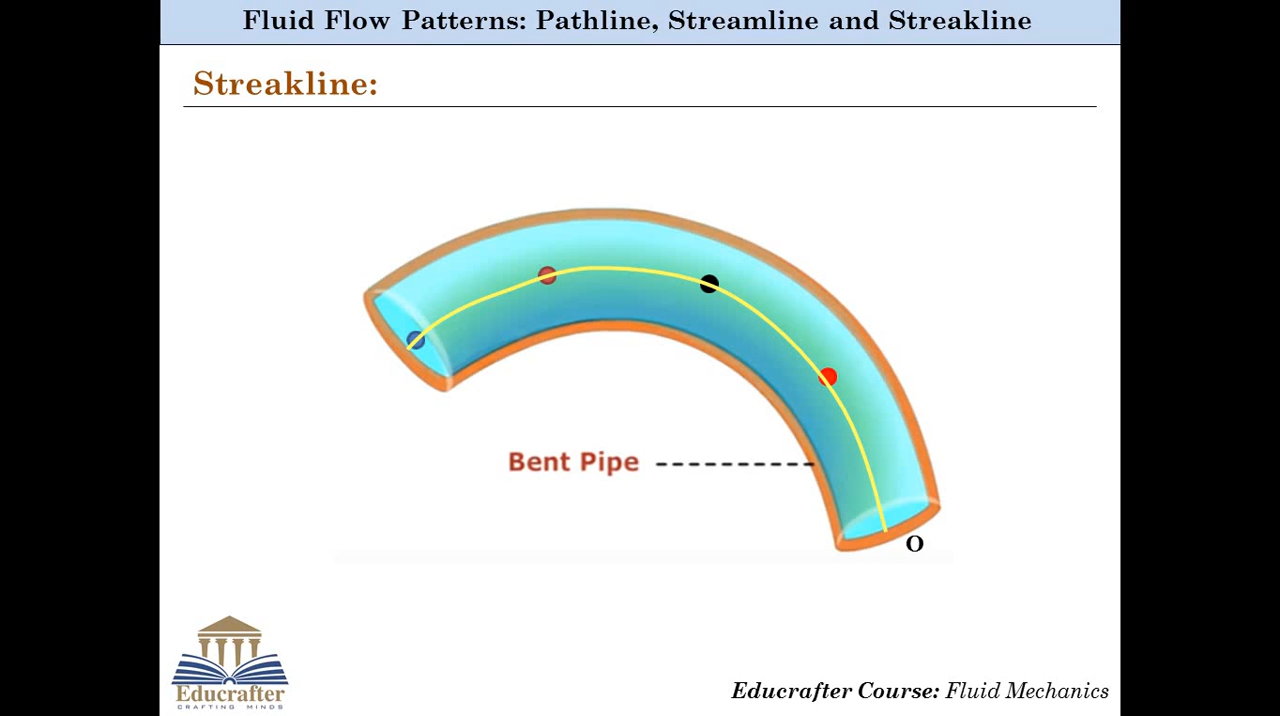 Fluid Flow Patterns: Pathline, Streamline and Streakline
Streakline:
Bent Pipe
O
Educrafter
CRAFTING MINDS
Educrafter Course: Fluid Mechanics